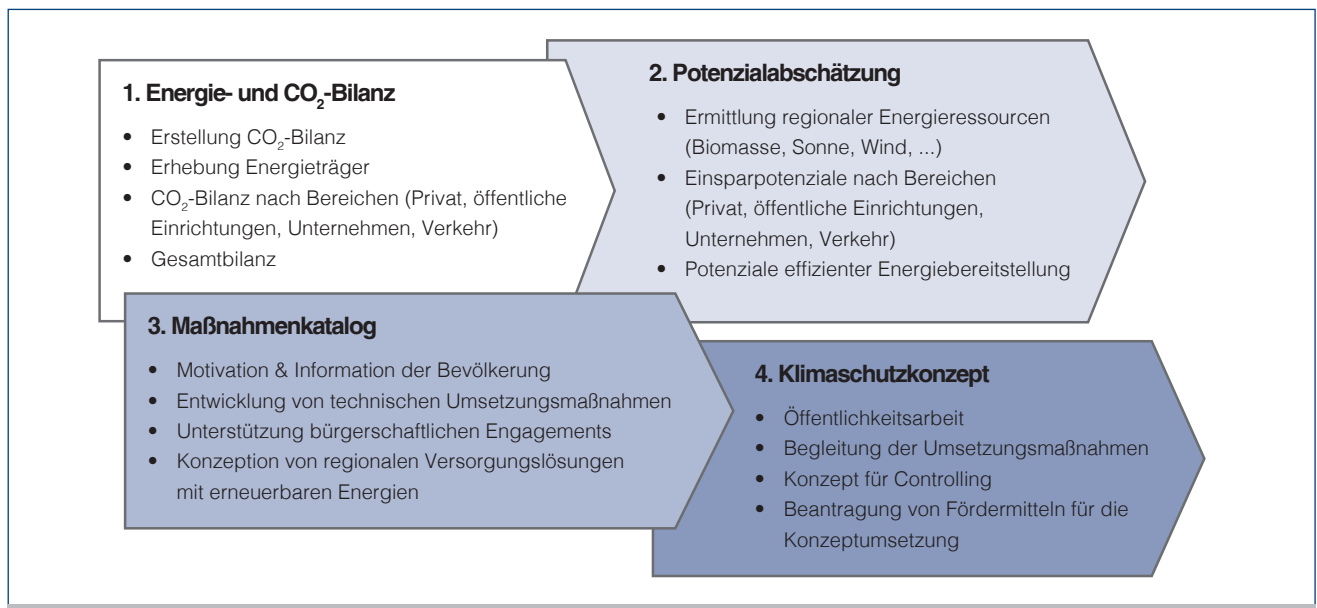 1. Energie- und CO₂-Bilanz
• Erstellung CO₂-Bilanz
• Erhebung Energieträger
• CO₂-Bilanz nach Bereichen (Privat, öffentliche
Einrichtungen, Unternehmen, Verkehr)
• Gesamtbilanz
2. Potenzialabschätzung
• Ermittlung regionaler Energieressourcen
(Biomasse, Sonne, Wind, ...)
• Einsparpotenziale nach Bereichen
(Privat, öffentliche Einrichtungen,
Unternehmen, Verkehr)
• Potenziale effizienter Energiebereitstellung
3. Maßnahmenkatalog
• Motivation & Information der Bevölkerung
• Entwicklung von technischen Umsetzungsmaßnahmen
• Unterstützung bürgerschaftlichen Engagements
• Konzeption von regionalen Versorgungslösungen
mit erneuerbaren Energien
4. Klimaschutzkonzept
• Öffentlichkeitsarbeit
• Begleitung der Umsetzungsmaßnahmen
• Konzept für Controlling
• Beantragung von Fördermitteln für die
Konzeptumsetzung